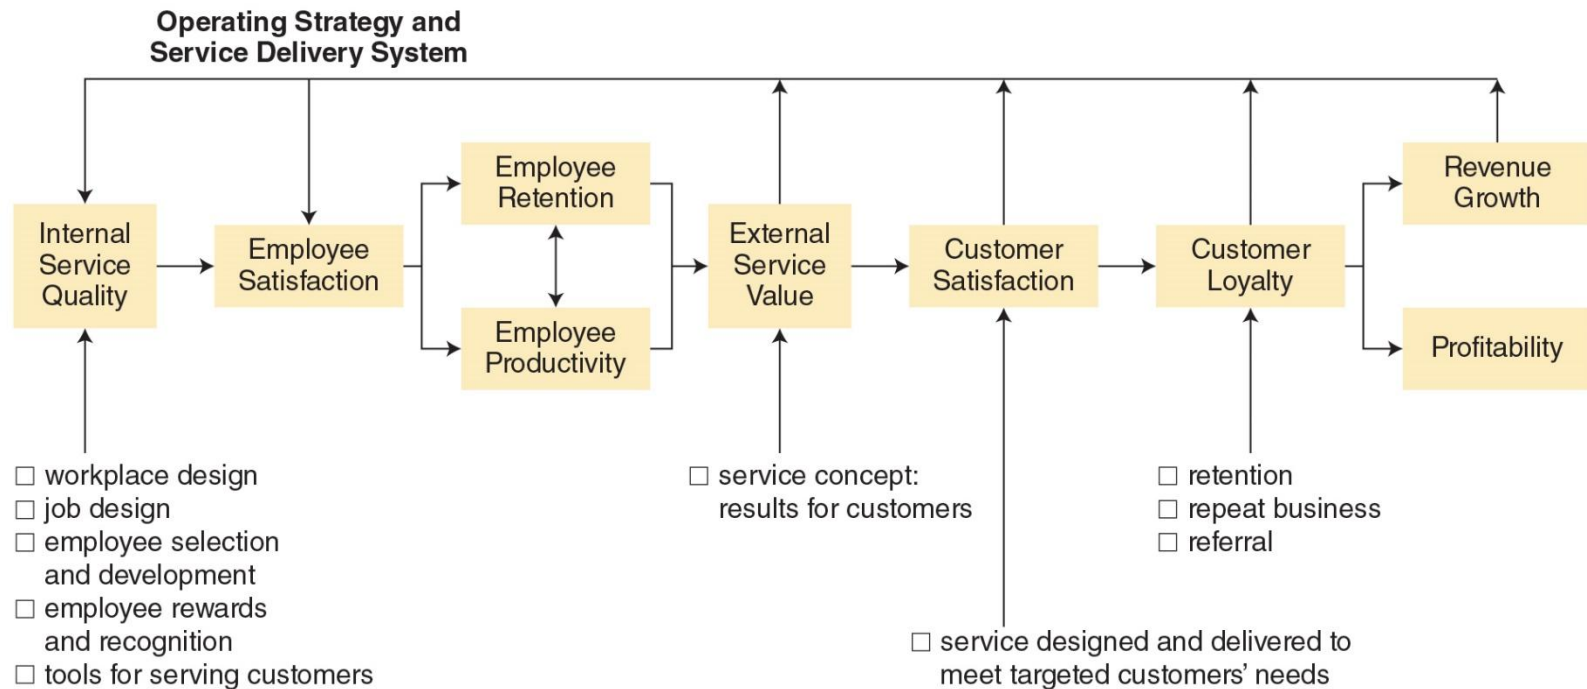 Operating Strategy and
Service Delivery System
Internal
Service
Quality
Employee
Satisfaction
Employee
Retention
Employee
Productivity
External
Service
Value
Customer
Satisfaction
Customer
Loyalty
Revenue
Growth
Profitability
□ workplace design
□ job design
□ employee selection
and development
□ employee rewards
and recognition
□ tools for serving customers
□ service concept:
results for customers
□ service designed and delivered to
meet targeted customers’ needs
□ retention
□ repeat business
□ referral